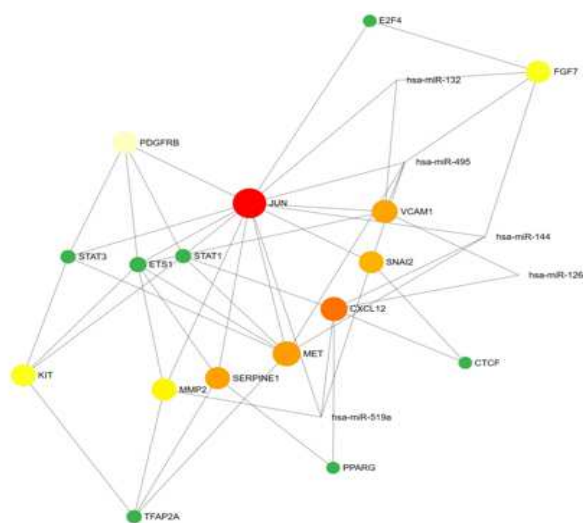 E2F4
FGF7
hsa-miR-132
PDGFRB
hsa-miR-495
JUN
VCAM1
hsa-miR-144
STAT3
ETS1
STAT1
SNAI2
hsa-miR-126
CXCL12
MET
CTCF
KIT
MMP2
SERPINE1
hsa-miR-519a
PPARG
TFAP2A